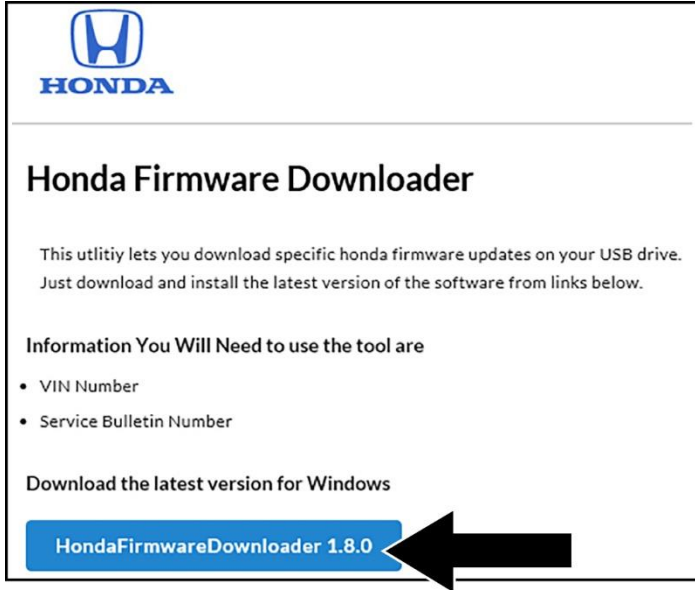 HONDA
Honda Firmware Downloader
This utlitiy lets you download specific honda firmware updates on your USB drive.
Just download and install the latest version of the software from links below.
Information You Will Need to use the tool are
• VIN Number
• Service Bulletin Number
Download the latest version for Windows
HondaFirmwareDownloader 1.8.0